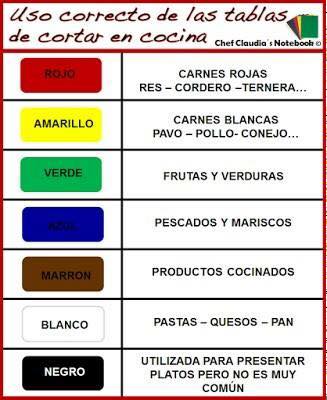 Uso correcto de las tablas
de cortar en cocina
Chef Claudia´s Notebook ©
ROJO
CARNES ROJAS
RES – CORDERO –TERNERA...
AMARILLO
CARNES BLANCAS
PAVO – POLLO- CONEJO...
VERDE
FRUTAS Y VERDURAS
AZUL
PESCADOS Y MARISCOS
MARRON
PRODUCTOS COCINADOS
BLANCO
PASTAS – QUESOS – PAN
NEGRO
UTILIZADA PARA PRESENTAR
PLATOS PERO NO ES MUY
COMÚN